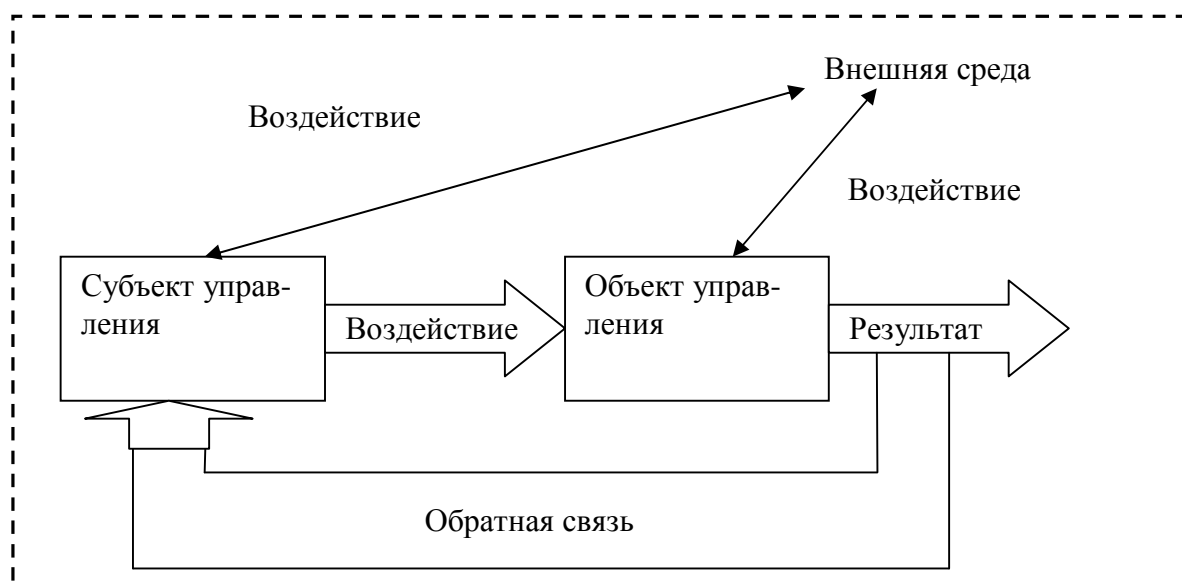 Внешняя среда
Воздействие
Воздействие
Субъект управ-
ления
Воздействие
Объект управ-
ления
Результат
Обратная связь